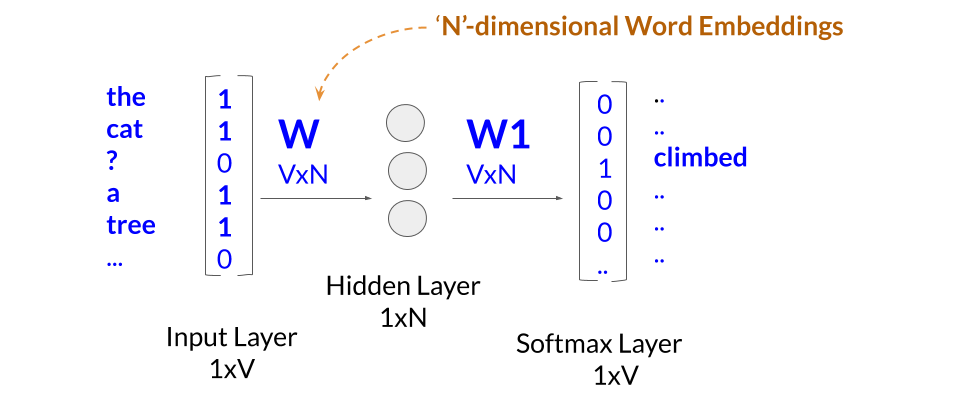 ‘N’-dimensional Word Embeddings
the
cat
?
a
tree
...
1
1
0
1
1
0
W
VxN
W1
VxN
0
0
1
0
0
..
..
..
climbed
..
..
..
Hidden Layer
1xN
Input Layer
1xV
Softmax Layer
1xV